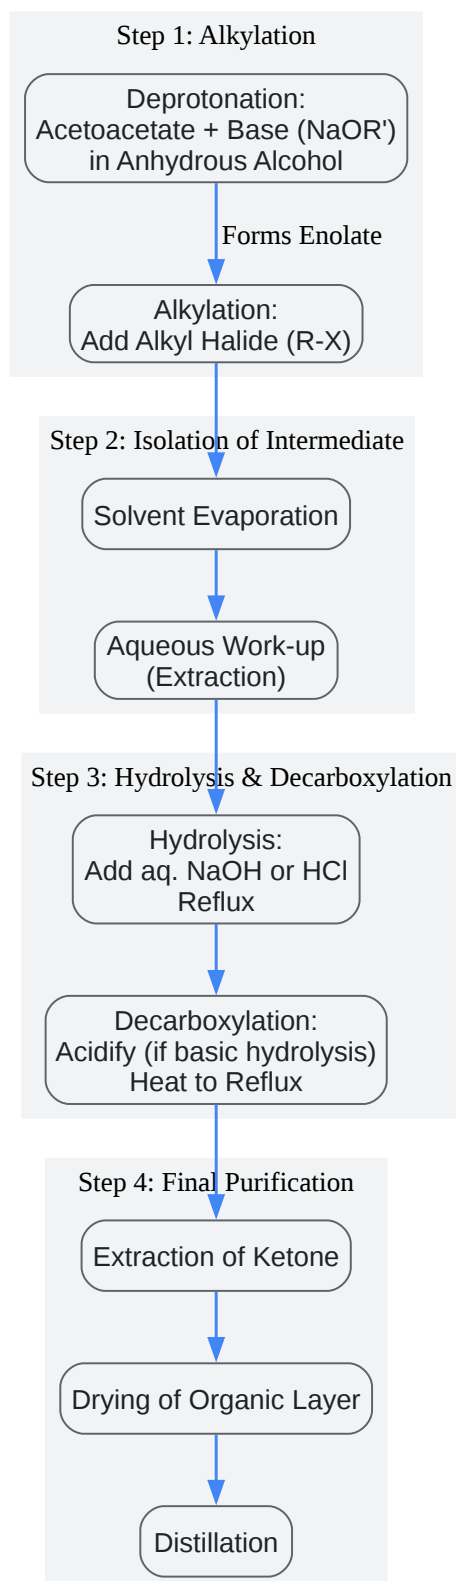 Step 1: Alkylation
Deprotonation:
Acetoacetate + Base (NaOR')
in Anhydrous Alcohol
Forms Enolate
Alkylation:
Add Alkyl Halide (R-X)
Step 2: Isolation of Intermediate
Solvent Evaporation
Aqueous Work-up
(Extraction)
Step 3: Hydrolysis & Decarboxylation
Hydrolysis:
Add aq. NaOH or HCl
Reflux
Decarboxylation:
Acidify (if basic hydrolysis)
Heat to Reflux
Step 4: Final Purification
Extraction of Ketone
Drying of Organic Layer
Distillation